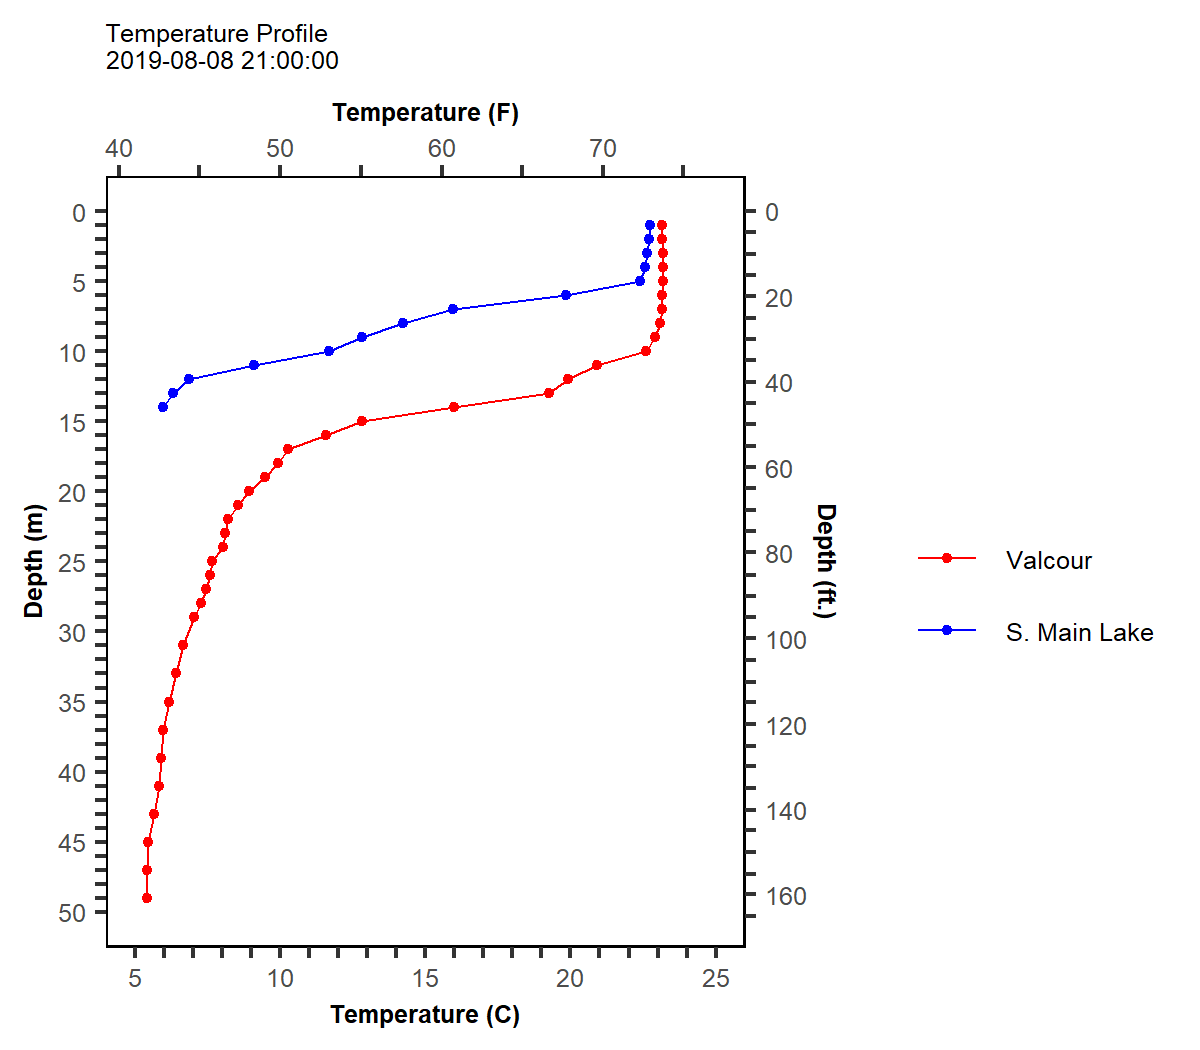 Temperature Profile
2019-08-08 21:00:00
Temperature (F)
40 50 60 70
0 0
5
20
10
40
15
60
20
Depth (m)
Depth (ft.)
25 80
Valcour
30 100
S. Main Lake
35
120
40
140
45
160
50
5 10 15 20 25
Temperature (C)